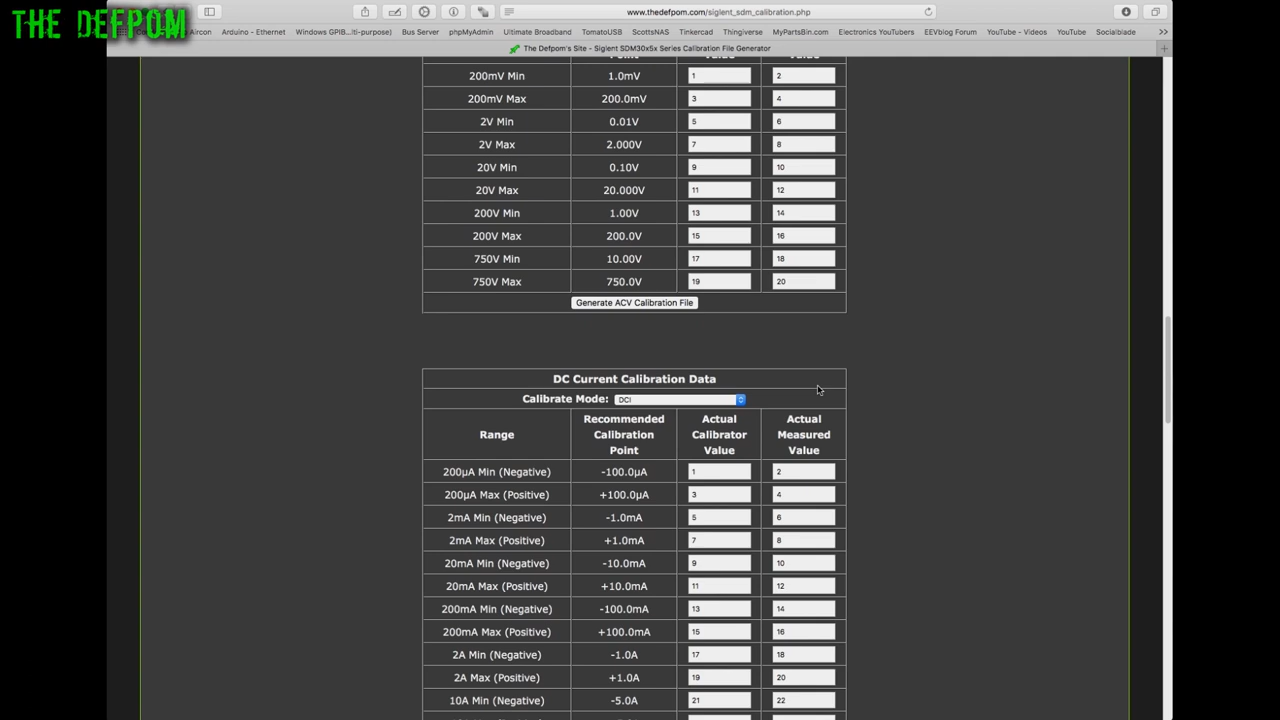 THE DEFPOM
www.thedefpom.com/siglent_sdm_calibration.php
Aircon Arduino - Ethernet Windows GPIB...lti-purpose) Bus Server phpMyAdmin Ultimate Broadband TomatoUSB ScottsNAS Tinkercad Thingiverse MyPartsBin.com Electronics YouTubers EEVblog Forum YouTube - Videos YouTube Socialblade
The Defpom's Site - Siglent SDM30x5x Series Calibration File Generator
200mV Min 1.0mV 1 2
200mV Max 200.0mV 3 4
2V Min 0.01V 5 6
2V Max 2.000V 7 8
20V Min 0.10V 9 10
20V Max 20.000V 11 12
200V Min 1.00V 13 14
200V Max 200.0V 15 16
750V Min 10.00V 17 18
750V Max 750.0V 19 20
Generate ACV Calibration File
DC Current Calibration Data
Calibrate Mode: DCI
Range Recommended Calibration Point Actual Calibrator Value Actual Measured Value
200µA Min (Negative) -100.0µA 1 2
200µA Max (Positive) +100.0µA 3 4
2mA Min (Negative) -1.0mA 5 6
2mA Max (Positive) +1.0mA 7 8
20mA Min (Negative) -10.0mA 9 10
20mA Max (Positive) +10.0mA 11 12
200mA Min (Negative) -100.0mA 13 14
200mA Max (Positive) +100.0mA 15 16
2A Min (Negative) -1.0A 17 18
2A Max (Positive) +1.0A 19 20
10A Min (Negative) -5.0A 21 22